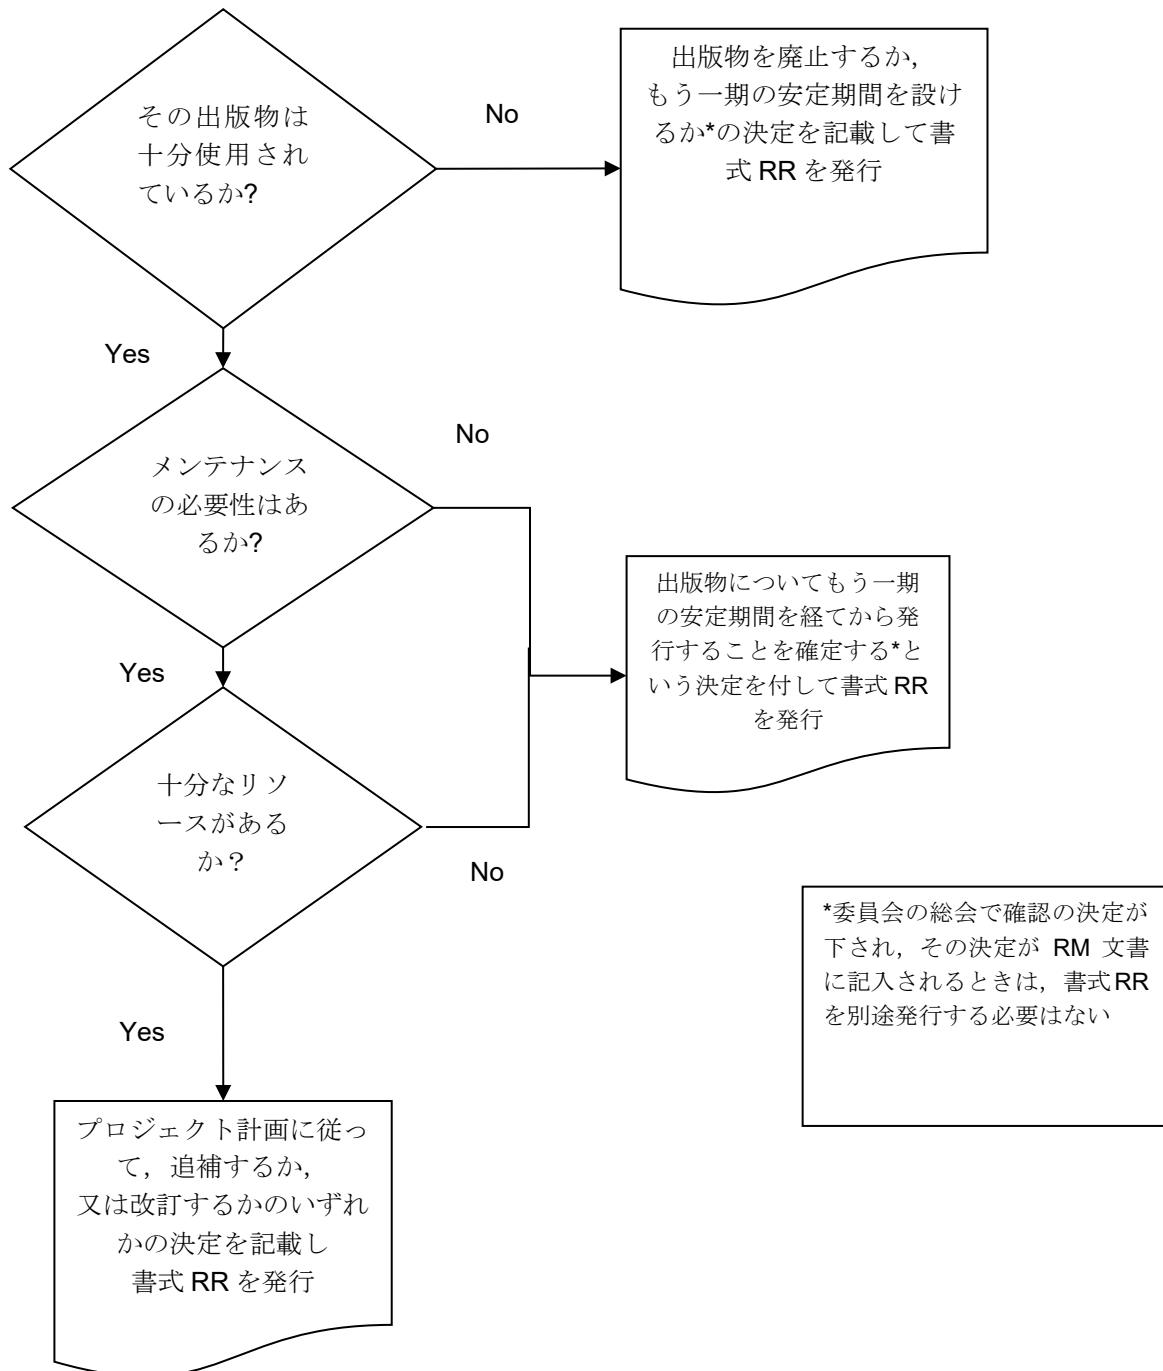 その出版物は
十分使用され
ているか?
No
出版物を廃止するか，
もう一期の安定期間を設け
るか*の決定を記載して書
式 RR を発行
Yes
メンテナンス
の必要性はあ
るか?
No
出版物についてもう一期
の安定期間を経てから発
行することを確定する*と
いう決定を付して書式 RR
を発行
Yes
十分なリソ
ースがある
か？
No
*委員会の総会で確認の決定が
下され，その決定が RM 文書
に記入されるときは，書式 RR
を別途発行する必要はない
Yes
プロジェクト計画に従っ
て，追補するか，
又は改訂するかのいずれ
かの決定を記載し
書式 RR を発行